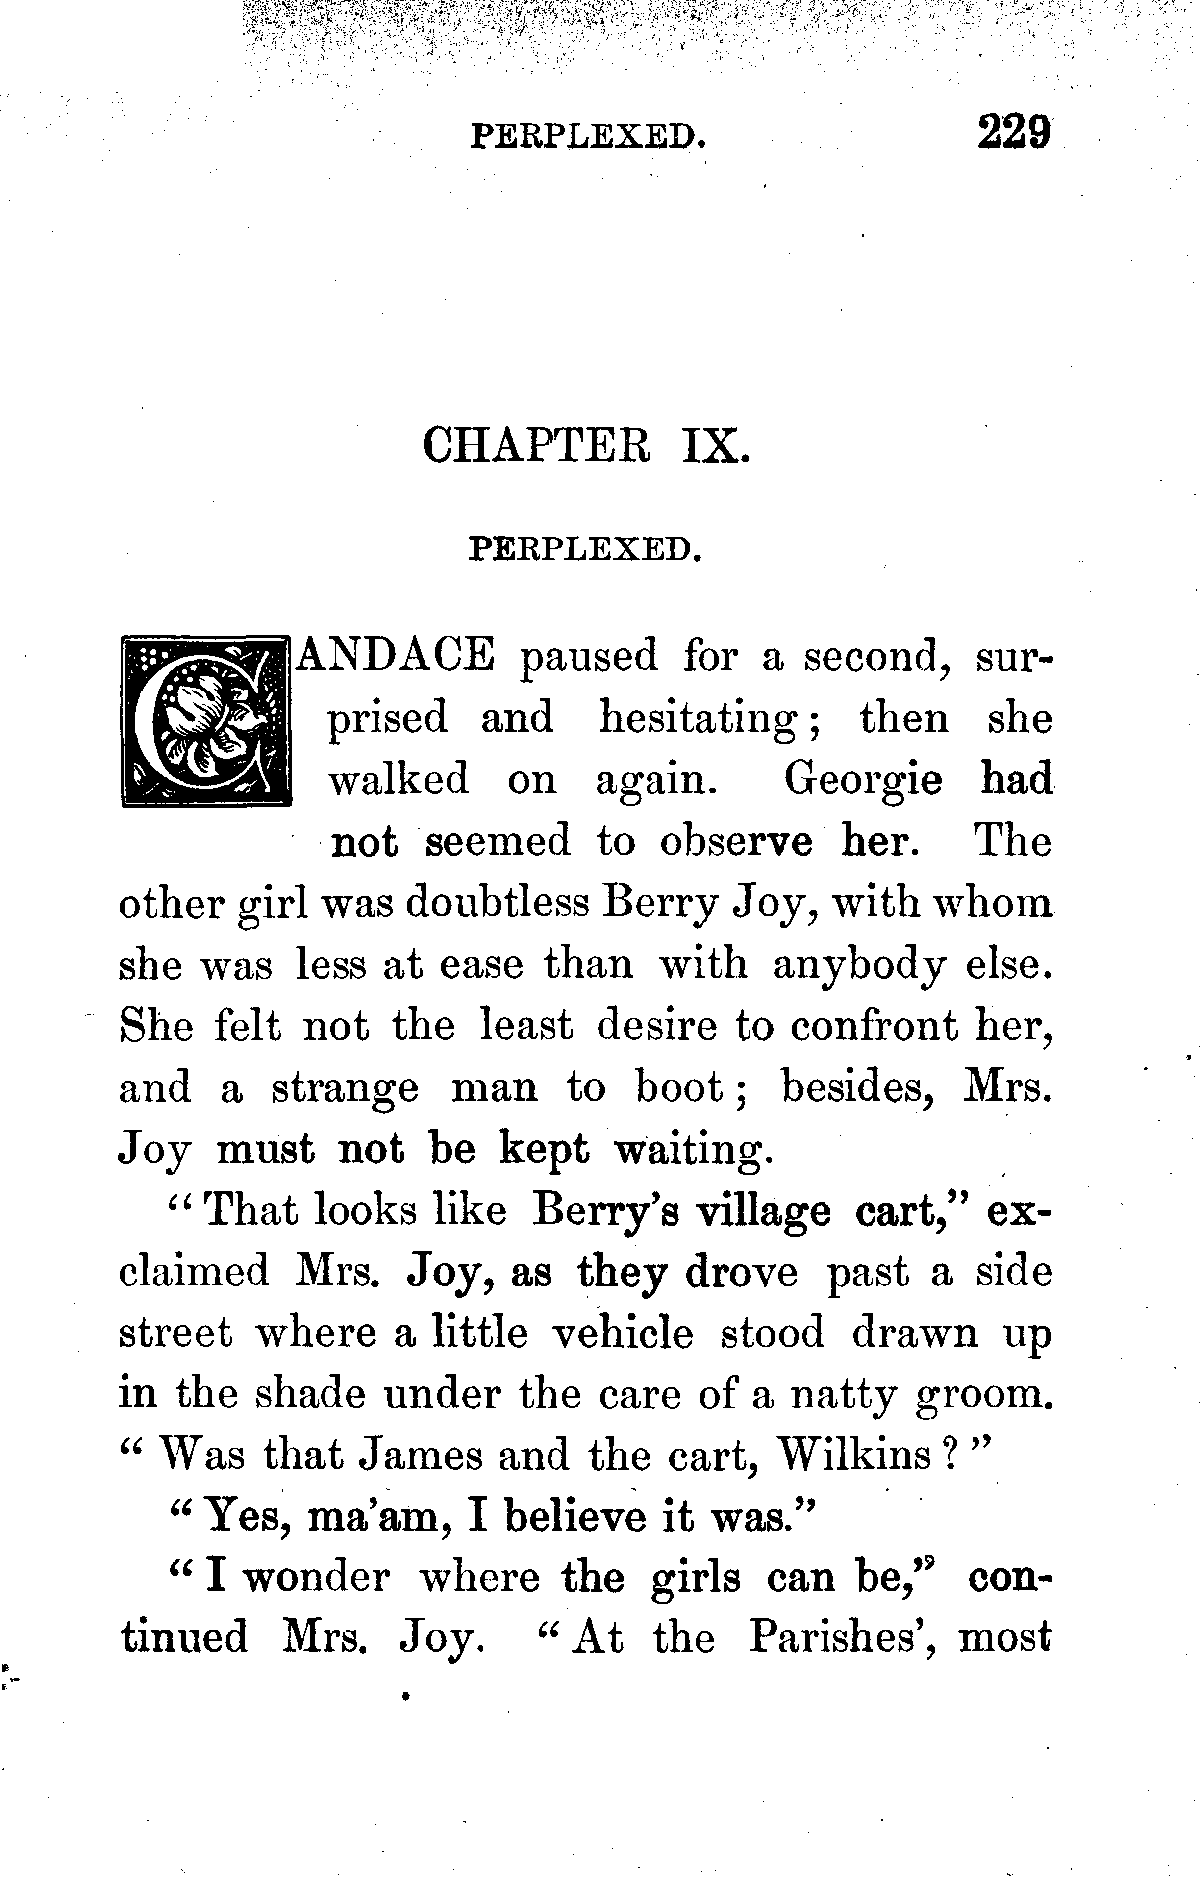 PERPLEXED. 229
CHAPTER IX.
PERPLEXED.
CANDACE paused for a second, sur-
prised and hesitating; then she
walked on again. Georgie had
not seemed to observe her. The
other girl was doubtless Berry Joy, with whom
she was less at ease than with anybody else.
She felt not the least desire to confront her,
and a strange man to boot; besides, Mrs.
Joy must not be kept waiting.
"That looks like Berry's village cart," ex-
claimed Mrs. Joy, as they drove past a side
street where a little vehicle stood drawn up
in the shade under the care of a natty groom.
"Was that James and the cart, Wilkins?"
"Yes, ma'am, I believe it was."
"I wonder where the girls can be," con-
tinued Mrs. Joy. "At the Parishes', most